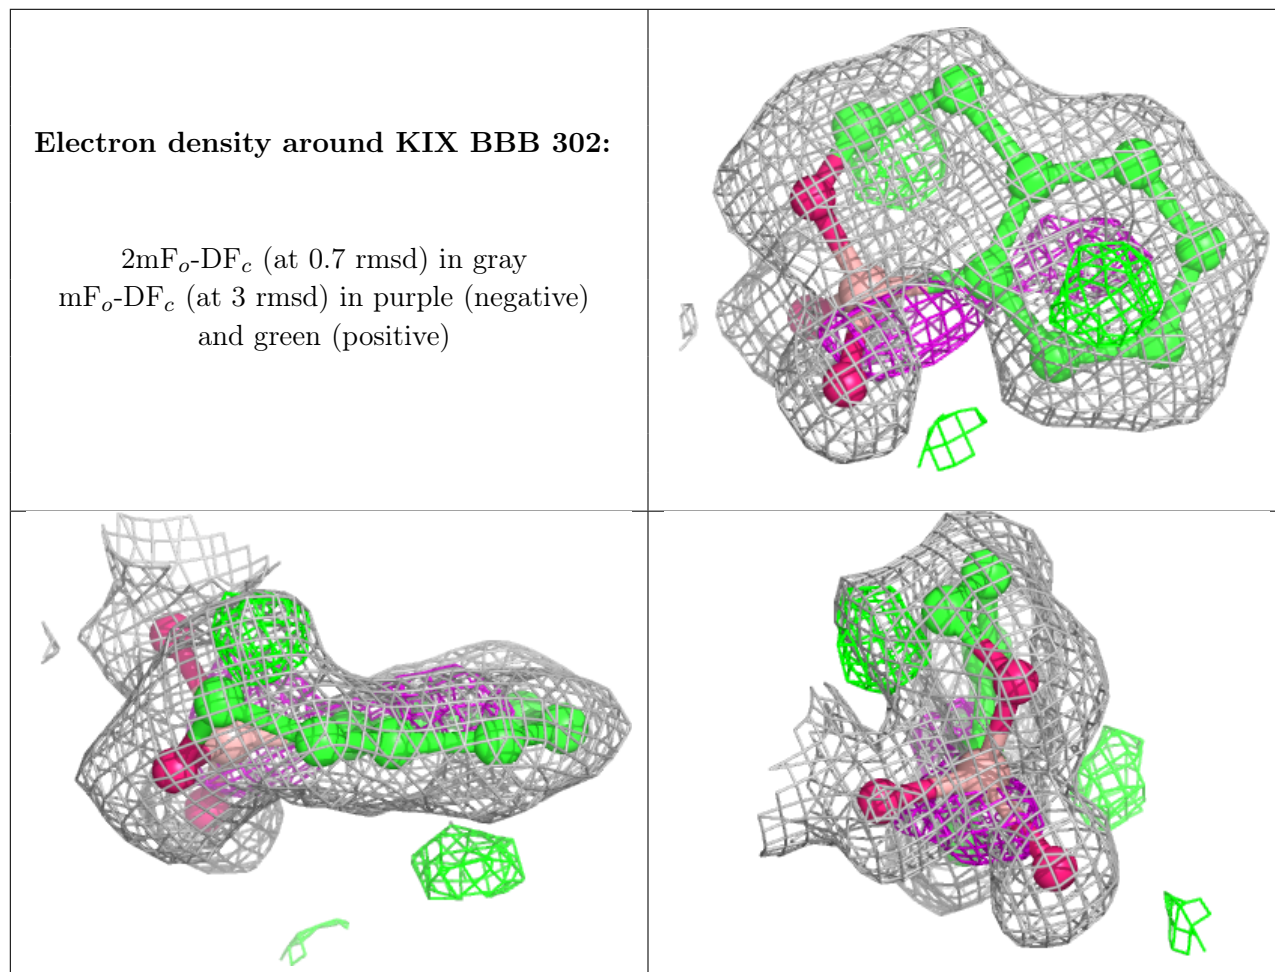 Electron density around KIX BBB 302:
2mFo-DFc (at 0.7 rmsd) in gray
mFo-DFc (at 3 rmsd) in purple (negative)
and green (positive)